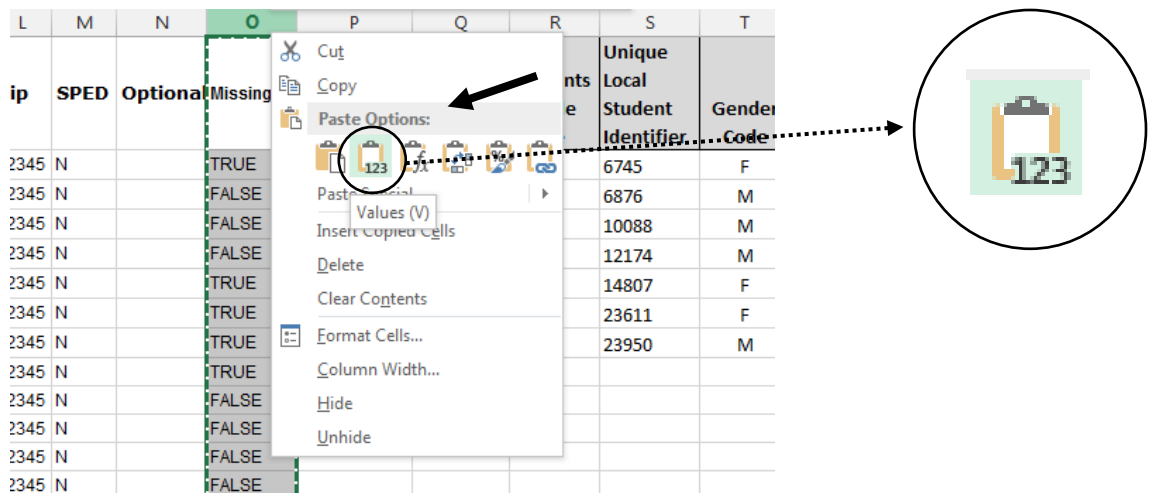 L M N O P Q R S T
ip SPED Optional Missing nts e Unique Local Student Identifier Gender Code
2345 N TRUE 6745 F
2345 N FALSE 6876 M
2345 N FALSE 10088 M
2345 N FALSE 12174 M
2345 N TRUE 14807 F
2345 N TRUE 23611 F
2345 N TRUE 23950 M
2345 N TRUE
2345 N FALSE
2345 N FALSE
2345 N FALSE
2345 N FALSE
Cut
Copy
Paste Options:
123 fx %
Paste Special
Values (V)
Insert Copied Cells
Delete
Clear Contents
Format Cells...
Column Width...
Hide
Unhide
123